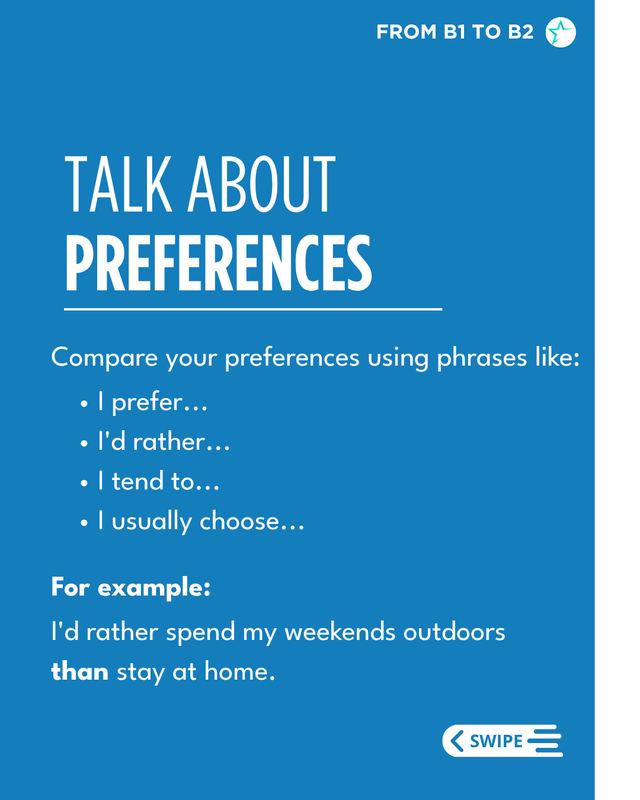 FROM B1 TO B2
TALK ABOUT
PREFERENCES
Compare your preferences using phrases like:
• I prefer...
• I'd rather...
• I tend to...
• I usually choose...
For example:
I'd rather spend my weekends outdoors
than stay at home.
SWIPE